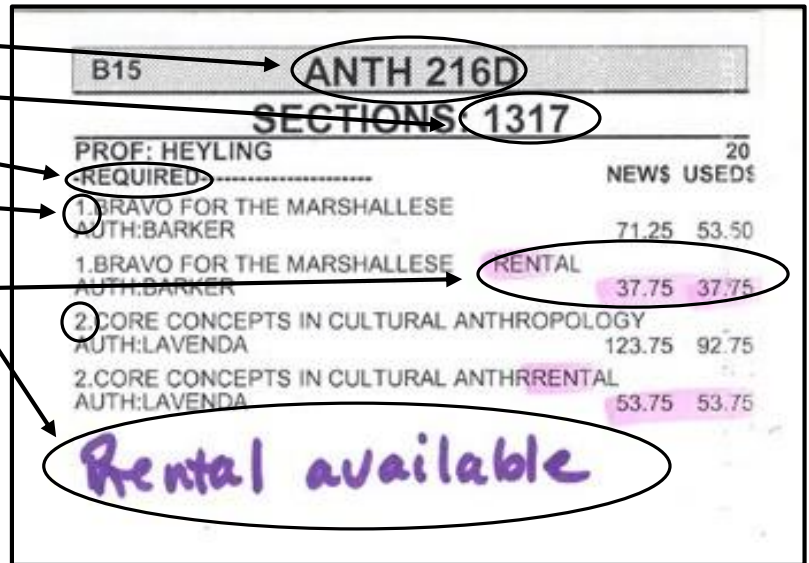 B15 ANTH 216D
SECTIONS: 1317
PROF: HEYLING 20
-REQUIRED--------------------- NEW$ USED$
1.BRAVO FOR THE MARSHALLESE
AUTH:BARKER 71.25 53.50
1.BRAVO FOR THE MARSHALLESE RENTAL
AUTH:BARKER 37.75 37.75
2.CORE CONCEPTS IN CULTURAL ANTHROPOLOGY
AUTH:LAVENDA 123.75 92.75
2.CORE CONCEPTS IN CULTURAL ANTHRRENTAL
AUTH:LAVENDA 53.75 53.75
Rental available